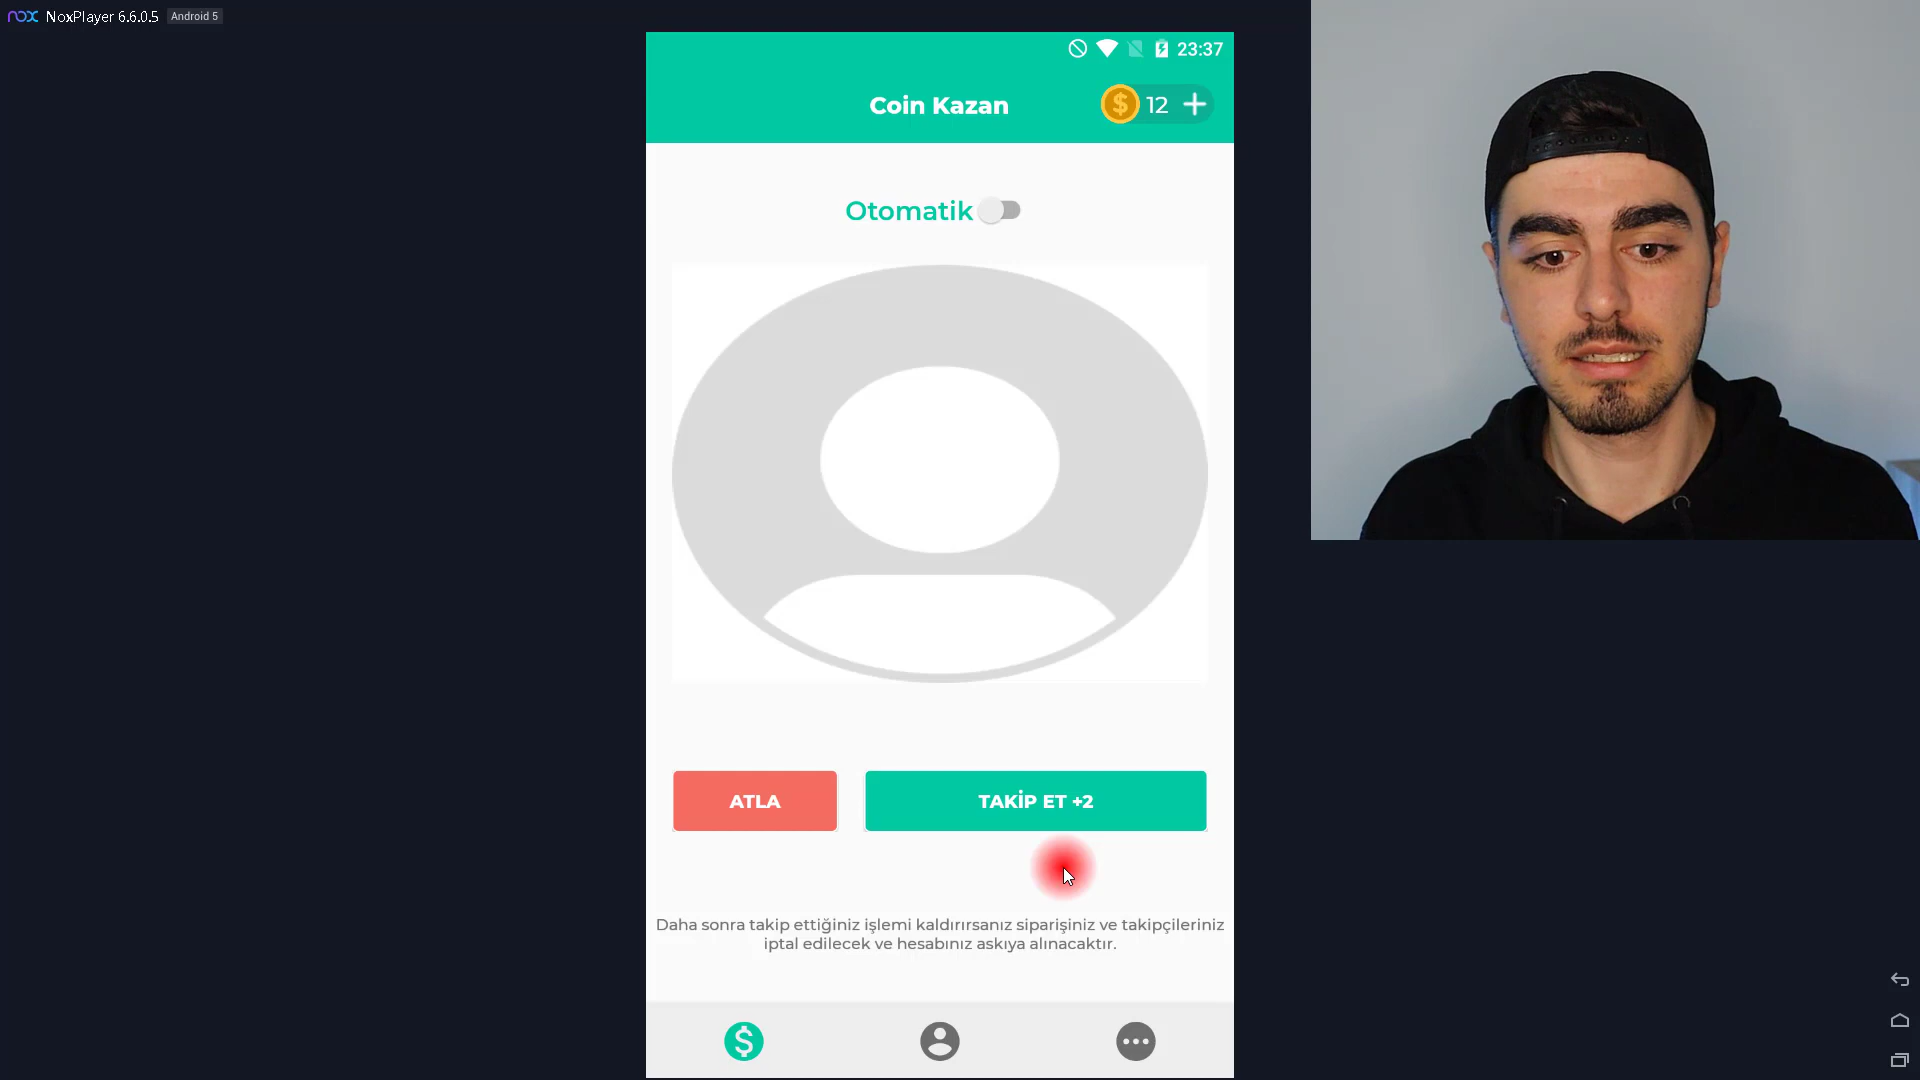 nox NoxPlayer 6.6.0.5 Android 5
23:37
Coin Kazan
12
Otomatik
ATLA
TAKİP ET +2
Daha sonra takip ettiğiniz işlemi kaldırırsanız siparişiniz ve takipçileriniz
iptal edilecek ve hesabınız askıya alınacaktır.